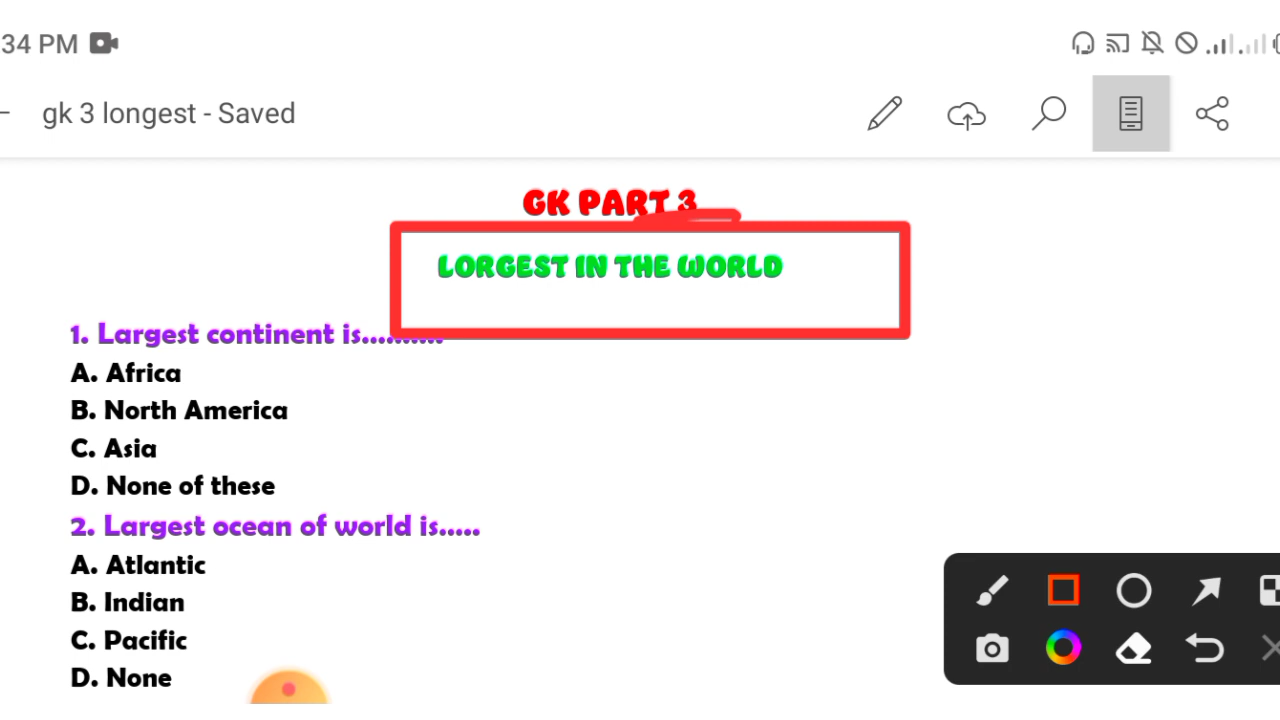 34 PM
gk 3 longest - Saved
GK PART 3
LORGEST IN THE WORLD
1. Largest continent is..........
A. Africa
B. North America
C. Asia
D. None of these
2. Largest ocean of world is.....
A. Atlantic
B. Indian
C. Pacific
D. None